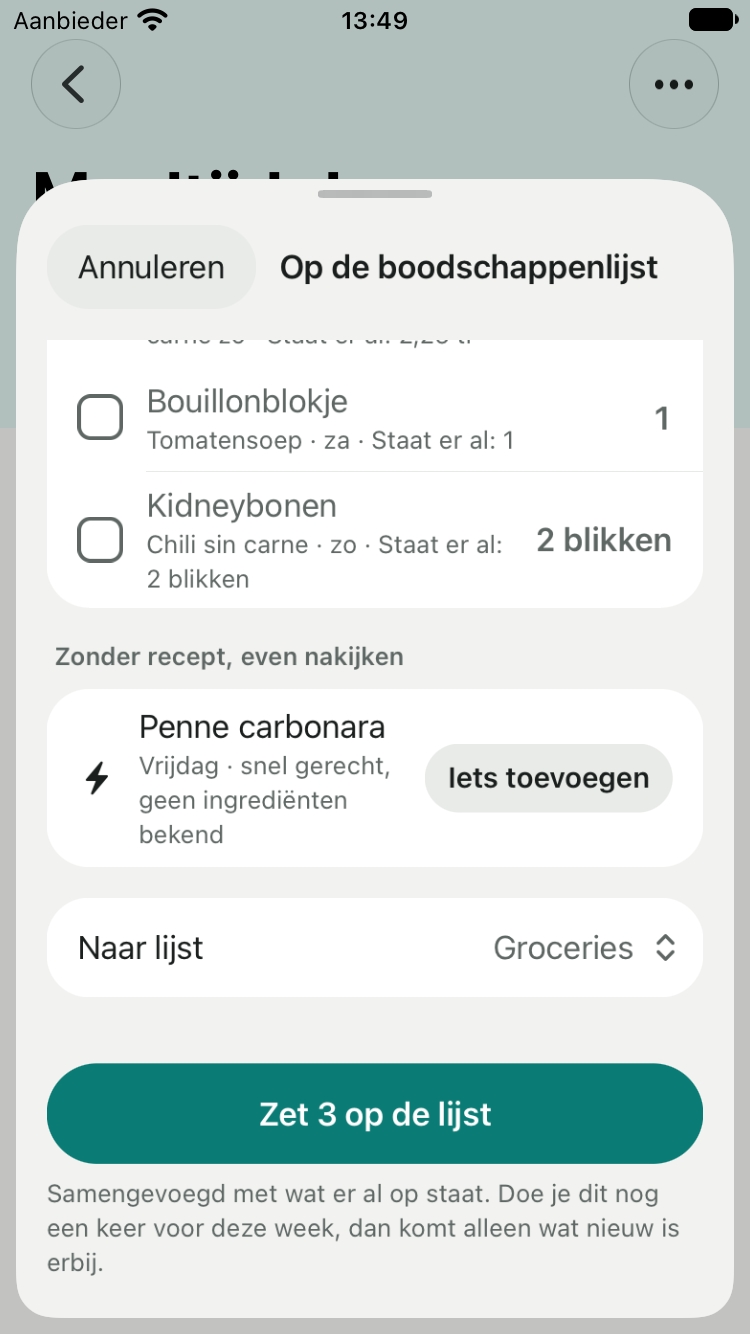 Aanbieder 13:49
Annuleren Op de boodschappenlijst
Bouillonblokje
Tomatensoep · za · Staat er al: 1
1
Kidneybonen
Chili sin carne · zo · Staat er al:
2 blikken
2 blikken
Zonder recept, even nakijken
Penne carbonara
Vrijdag · snel gerecht,
geen ingrediënten
bekend
Iets toevoegen
Naar lijst Groceries
Zet 3 op de lijst
Samengevoegd met wat er al op staat. Doe je dit nog
een keer voor deze week, dan komt alleen wat nieuw is
erbij.